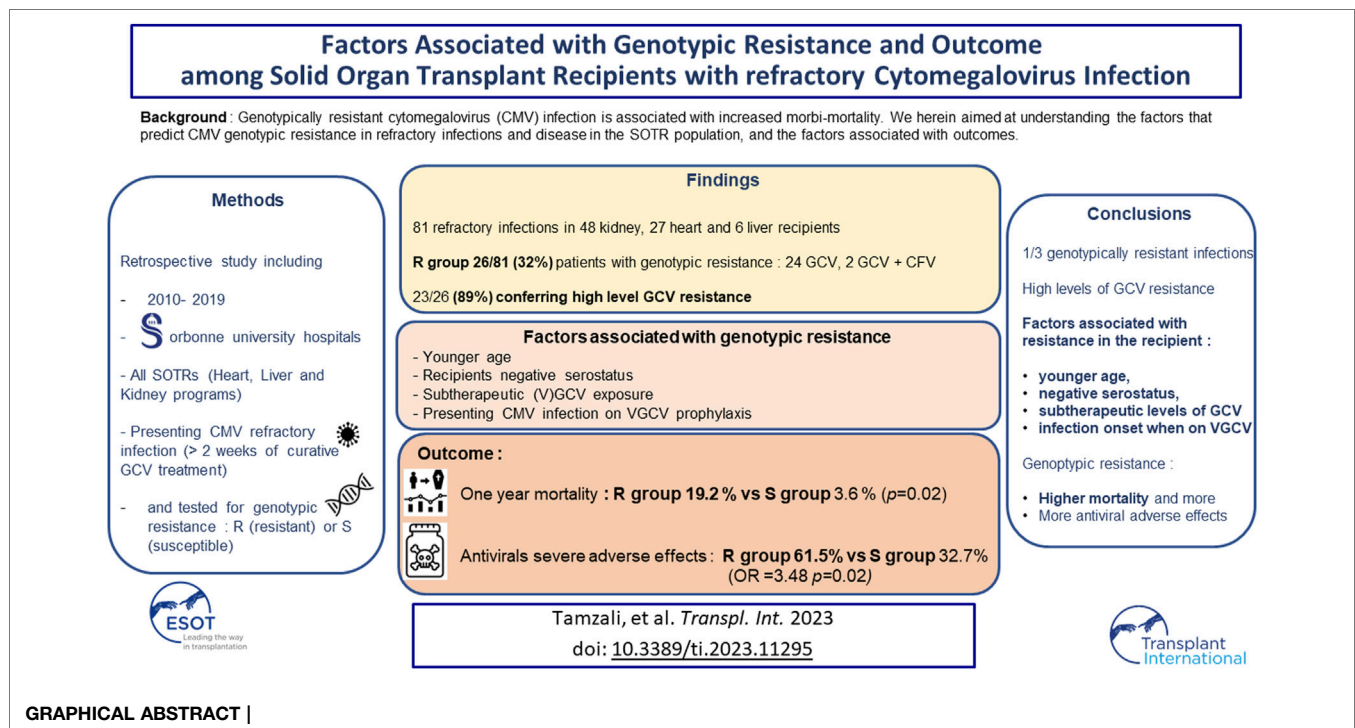 Factors Associated with Genotypic Resistance and Outcome
among Solid Organ Transplant Recipients with refractory Cytomegalovirus Infection
Background : Genotypically resistant cytomegalovirus (CMV) infection is associated with increased morbi-mortality. We herein aimed at understanding the factors that
predict CMV genotypic resistance in refractory infections and disease in the SOTR population, and the factors associated with outcomes.
Methods
Retrospective study including
- 2010- 2019
- Sorbonne university hospitals
- All SOTRs (Heart, Liver and
Kidney programs)
- Presenting CMV refractory
infection (> 2 weeks of curative
GCV treatment)
- and tested for genotypic
resistance : R (resistant) or S
(susceptible)
Findings
81 refractory infections in 48 kidney, 27 heart and 6 liver recipients
R group 26/81 (32%) patients with genotypic resistance : 24 GCV, 2 GCV + CFV
23/26 (89%) conferring high level GCV resistance
Factors associated with genotypic resistance
- Younger age
- Recipients negative serostatus
- Subtherapeutic (V)GCV exposure
- Presenting CMV infection on VGCV prophylaxis
Outcome :
One year mortality : R group 19.2 % vs S group 3.6 % (p=0.02)
Antivirals severe adverse effects : R group 61.5% vs S group 32.7%
(OR =3.48 p=0.02)
Conclusions
1/3 genotypically resistant infections
High levels of GCV resistance
Factors associated with
resistance in the recipient :
• younger age,
• negative serostatus,
• subtherapeutic levels of GCV
• infection onset when on VGCV
Genoptypic resistance :
• Higher mortality and more
• More antiviral adverse effects
ESOT
Leading the way
in transplantation
Tamzali, et al. Transpl. Int. 2023
doi: 10.3389/ti.2023.11295
Transplant
International
GRAPHICAL ABSTRACT |